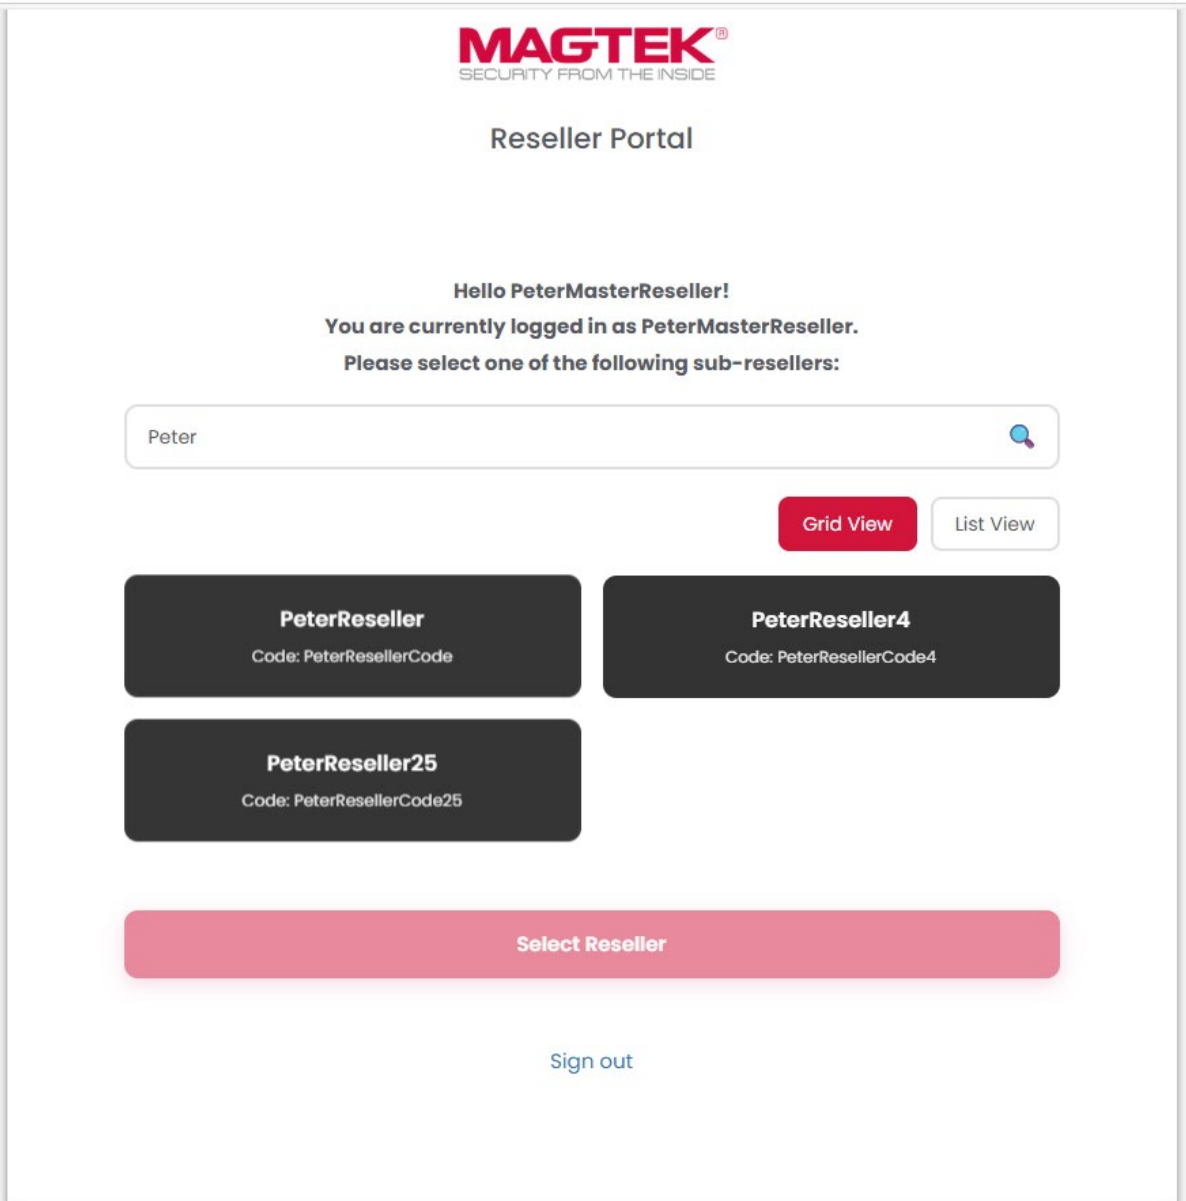 MAGTEK®
SECURITY FROM THE INSIDE
Reseller Portal
Hello PeterMasterReseller!
You are currently logged in as PeterMasterReseller.
Please select one of the following sub-resellers:
Peter
Grid View List View
PeterReseller PeterReseller4
Code: PeterResellerCode Code: PeterResellerCode4
PeterReseller25
Code: PeterResellerCode25
Select Reseller
Sign out